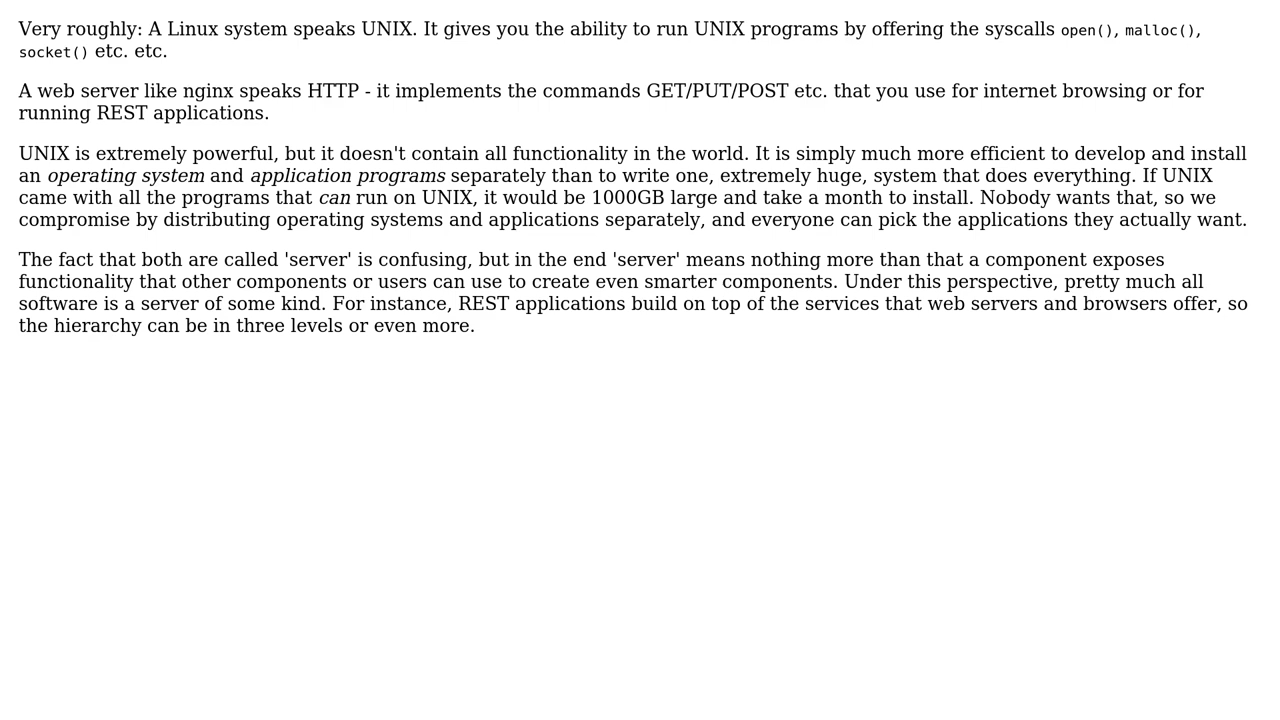 Very roughly: A Linux system speaks UNIX. It gives you the ability to run UNIX programs by offering the syscalls open(), malloc(),
socket() etc. etc.
A web server like nginx speaks HTTP - it implements the commands GET/PUT/POST etc. that you use for internet browsing or for
running REST applications.
UNIX is extremely powerful, but it doesn't contain all functionality in the world. It is simply much more efficient to develop and install
an operating system and application programs separately than to write one, extremely huge, system that does everything. If UNIX
came with all the programs that can run on UNIX, it would be 1000GB large and take a month to install. Nobody wants that, so we
compromise by distributing operating systems and applications separately, and everyone can pick the applications they actually want.
The fact that both are called 'server' is confusing, but in the end 'server' means nothing more than that a component exposes
functionality that other components or users can use to create even smarter components. Under this perspective, pretty much all
software is a server of some kind. For instance, REST applications build on top of the services that web servers and browsers offer, so
the hierarchy can be in three levels or even more.